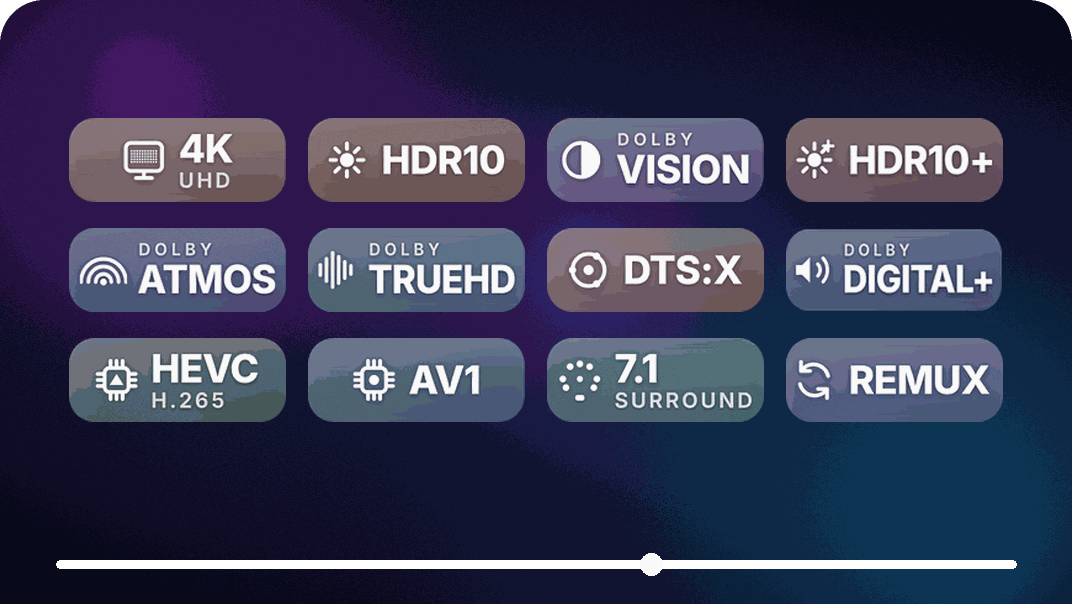 4K
UHD
HDR10
DOLBY
VISION
HDR10+
DOLBY
ATMOS
DOLBY
TRUEHD
DTS:X
DOLBY
DIGITAL+
HEVC
H.265
AV1
7.1
SURROUND
REMUX